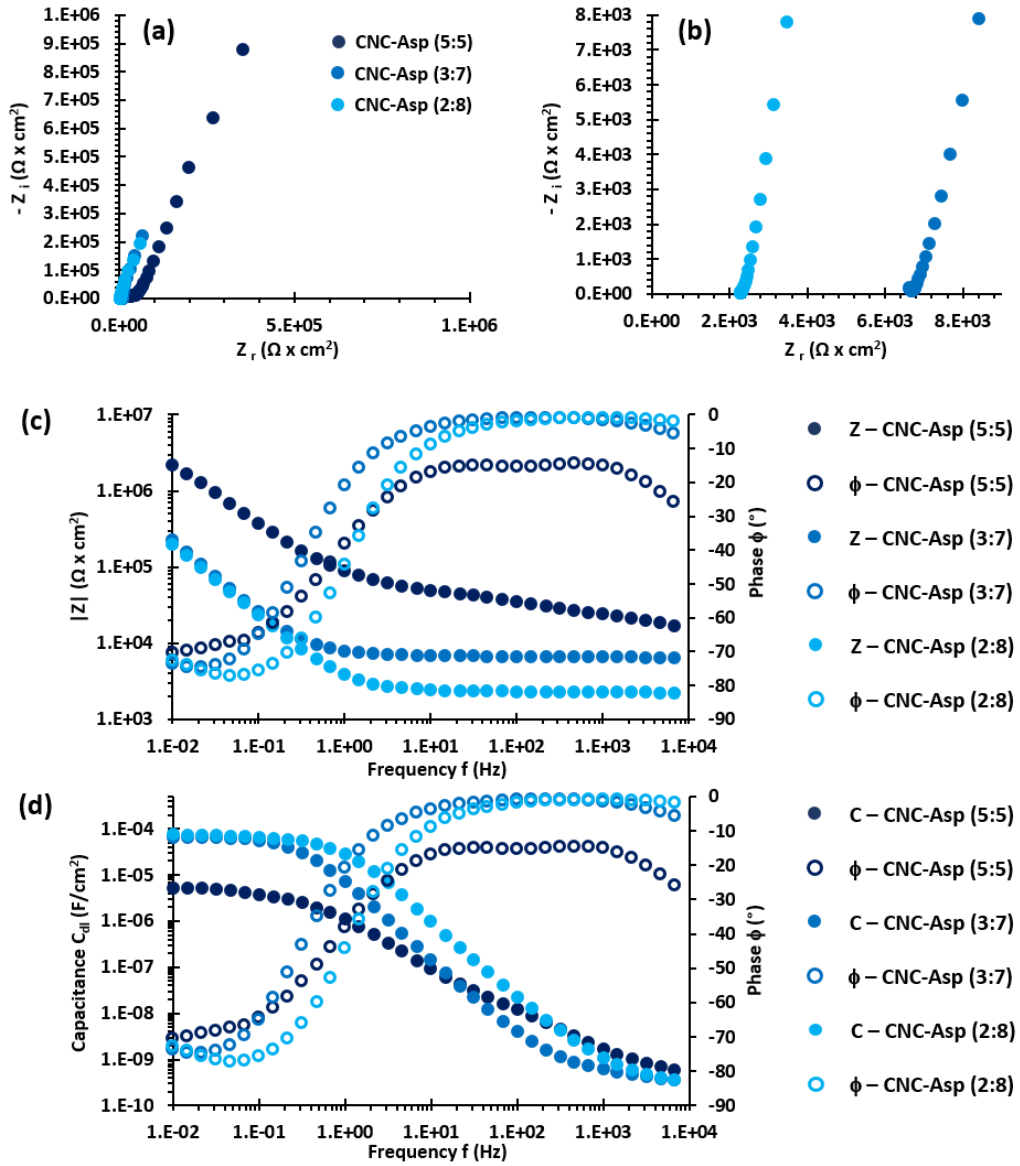 (a)
1.E+06
9.E+05
8.E+05
7.E+05
6.E+05
5.E+05
4.E+05
3.E+05
2.E+05
1.E+05
0.E+00
- Z i (Ω x cm2)
0.E+00 5.E+05 1.E+06
Z r (Ω x cm2)
CNC-Asp (5:5)
CNC-Asp (3:7)
CNC-Asp (2:8)
(b)
8.E+03
7.E+03
6.E+03
5.E+03
4.E+03
3.E+03
2.E+03
1.E+03
0.E+00
- Z i (Ω x cm2)
0.E+00 2.E+03 4.E+03 6.E+03 8.E+03
Z r (Ω x cm2)
(c)
1.E+07
1.E+06
1.E+05
1.E+04
1.E+03
|Z| (Ω x cm2)
0
-10
-20
-30
-40
-50
-60
-70
-80
-90
Phase ϕ (°)
1.E-02 1.E-01 1.E+00 1.E+01 1.E+02 1.E+03 1.E+04
Frequency f (Hz)
Z – CNC-Asp (5:5)
ϕ – CNC-Asp (5:5)
Z – CNC-Asp (3:7)
ϕ – CNC-Asp (3:7)
Z – CNC-Asp (2:8)
ϕ – CNC-Asp (2:8)
(d)
1.E-04
1.E-05
1.E-06
1.E-07
1.E-08
1.E-09
1.E-10
Capacitance Cdl (F/cm2)
0
-10
-20
-30
-40
-50
-60
-70
-80
-90
Phase ϕ (°)
1.E-02 1.E-01 1.E+00 1.E+01 1.E+02 1.E+03 1.E+04
Frequency f (Hz)
C – CNC-Asp (5:5)
ϕ – CNC-Asp (5:5)
C – CNC-Asp (3:7)
ϕ – CNC-Asp (3:7)
C – CNC-Asp (2:8)
ϕ – CNC-Asp (2:8)